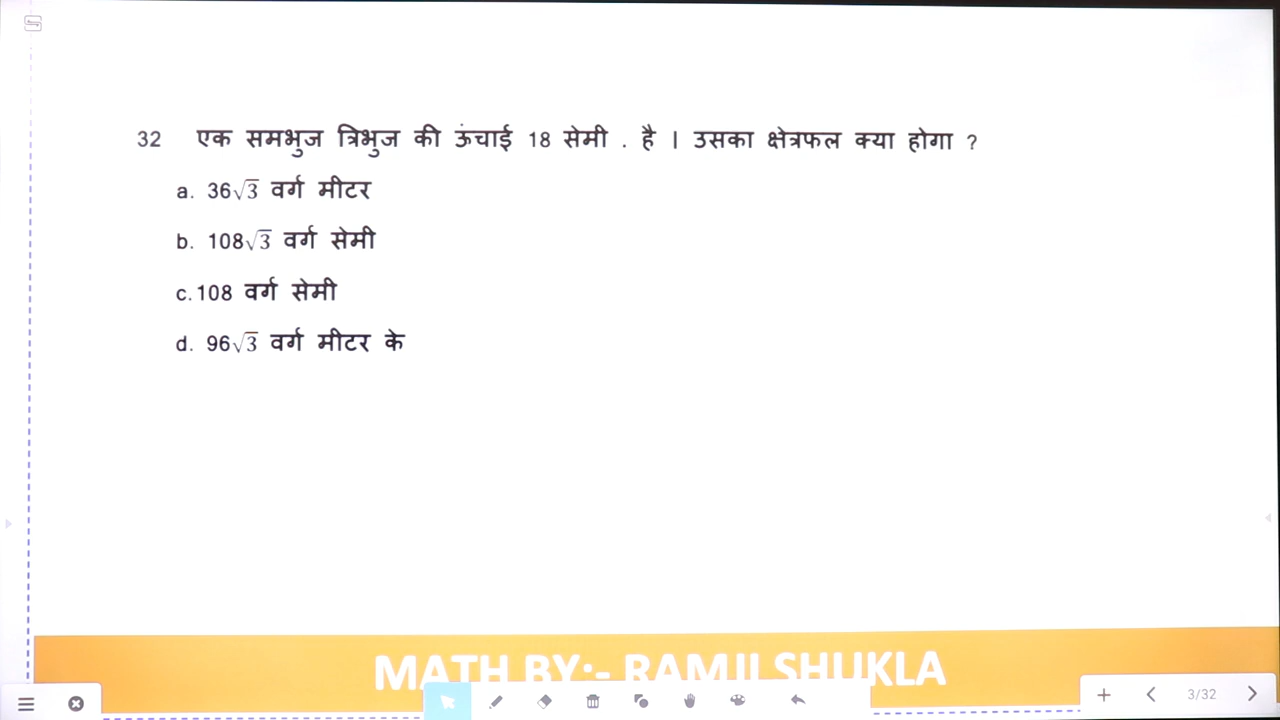 32 एक समभुज त्रिभुज की ऊंचाई 18 सेमी . है । उसका क्षेत्रफल क्या होगा ?
a. 36√3 वर्ग मीटर
b. 108√3 वर्ग सेमी
c. 108 वर्ग सेमी
d. 96√3 वर्ग मीटर के
MATH BY:- RAMJI SHUKLA
3/32